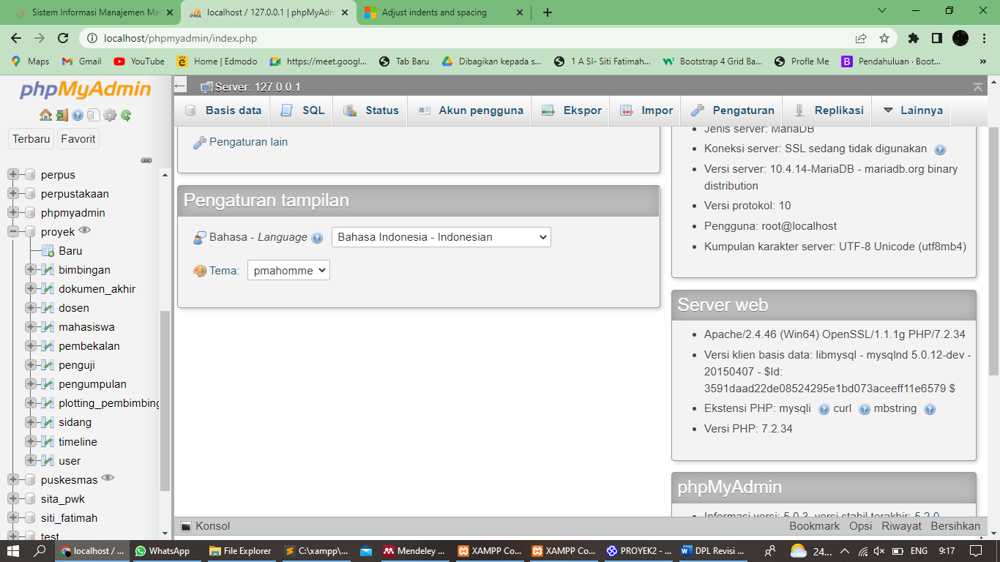 Sistem Informasi Manajemen Ma
localhost / 127.0.0.1 | phpMyAdm
Adjust indents and spacing
localhost/phpmyadmin/index.php
Maps
Gmail
YouTube
Home | Edmodo
https://meet.googl...
Tab Baru
Dibagikan kepada s...
1 A SI- Siti Fatimah...
Bootstrap 4 Grid Ba...
Profle Me
Pendahuluan · Boot...
phpMyAdmin
Terbaru
Favorit
perpus
perpustakaan
phpmyadmin
proyek
Baru
bimbingan
dokumen_akhir
dosen
mahasiswa
pembekalan
penguji
pengumpulan
plotting_pembimbing
sidang
timeline
user
puskesmas
sita_pwk
siti_fatimah
test
Server: 127.0.0.1
Basis data
SQL
Status
Akun pengguna
Ekspor
Impor
Pengaturan
Replikasi
Lainnya
Pengaturan lain
Pengaturan tampilan
Bahasa - Language
Bahasa Indonesia - Indonesian
Tema:
pmahomme
Jenis server: MariaDB
Koneksi server: SSL sedang tidak digunakan
Versi server: 10.4.14-MariaDB - mariadb.org binary
distribution
Versi protokol: 10
Pengguna: root@localhost
Kumpulan karakter server: UTF-8 Unicode (utf8mb4)
Server web
Apache/2.4.46 (Win64) OpenSSL/1.1.1g PHP/7.2.34
Versi klien basis data: libmysql - mysqlnd 5.0.12-dev -
20150407 - $Id:
3591daad22de08524295e1bd073aceeff11e6579 $
Ekstensi PHP: mysqli curl mbstring
Versi PHP: 7.2.34
phpMyAdmin
Informasi versi: 5.0.3, versi stabil terakhir: 5.2.0
Konsol
Bookmark
Opsi
Riwayat
Bersihkan
localhost / ...
WhatsApp
File Explorer
C:\xampp\...
Mendeley ...
XAMPP Co...
XAMPP Co...
PROYEK2 - ...
DPL Revisi ...
24...
ENG
9:17